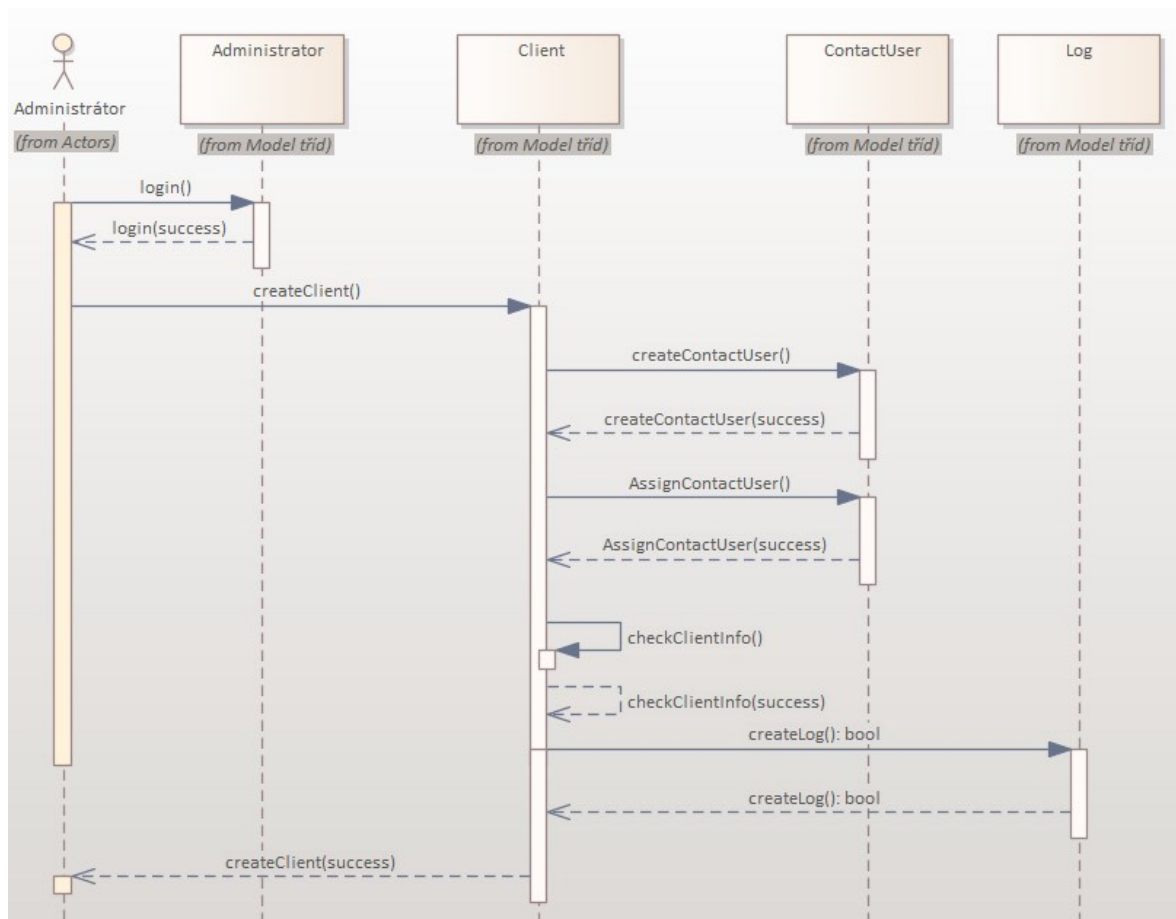 Administrator
Client
ContactUser
Log
Administrátor
(from Actors)
(from Model tříd)
(from Model tříd)
(from Model tříd)
(from Model tříd)
login()
login(success)
createClient()
createContactUser()
createContactUser(success)
AssignContactUser()
AssignContactUser(success)
checkClientInfo()
checkClientInfo(success)
createLog(): bool
createLog(): bool
createClient(success)